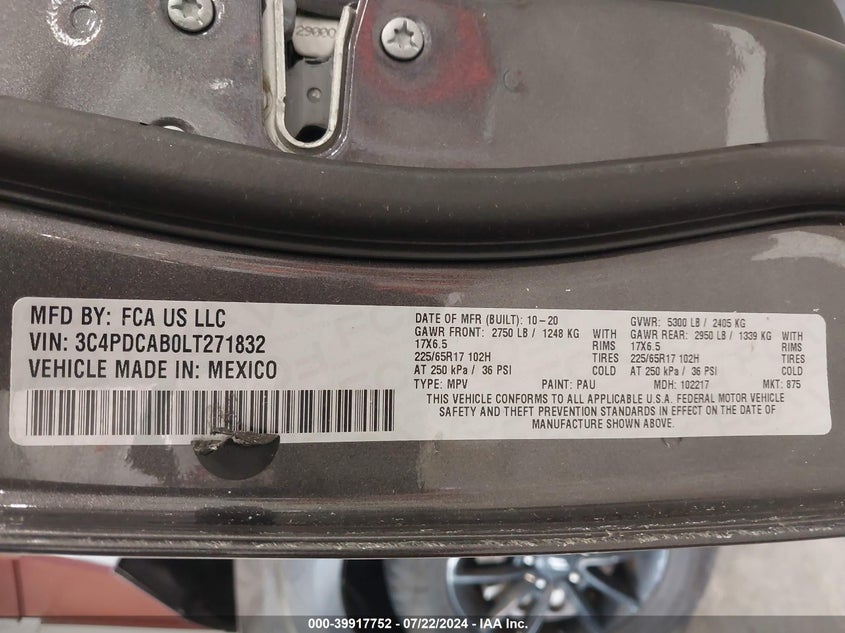 29000
MFD BY: FCA US LLC
VIN: 3C4PDCAB0LT271832
VEHICLE MADE IN: MEXICO
DATE OF MFR (BUILT): 10-20 GVWR: 5300 LB / 2405 KG
GAWR FRONT: 2750 LB / 1248 KG WITH GAWR REAR: 2950 LB / 1339 KG WITH
17X6.5 RIMS 17X6.5 RIMS
225/65R17 102H TIRES 225/65R17 102H TIRES
AT 250 kPa / 36 PSI COLD AT 250 kPa / 36 PSI COLD
TYPE: MPV PAINT: PAU MDH: 102217 MKT: 875
THIS VEHICLE CONFORMS TO ALL APPLICABLE U.S.A. FEDERAL MOTOR VEHICLE
SAFETY AND THEFT PREVENTION STANDARDS IN EFFECT ON THE DATE OF
MANUFACTURE SHOWN ABOVE.
000-39917752 - 07/22/2024 - IAA Inc.